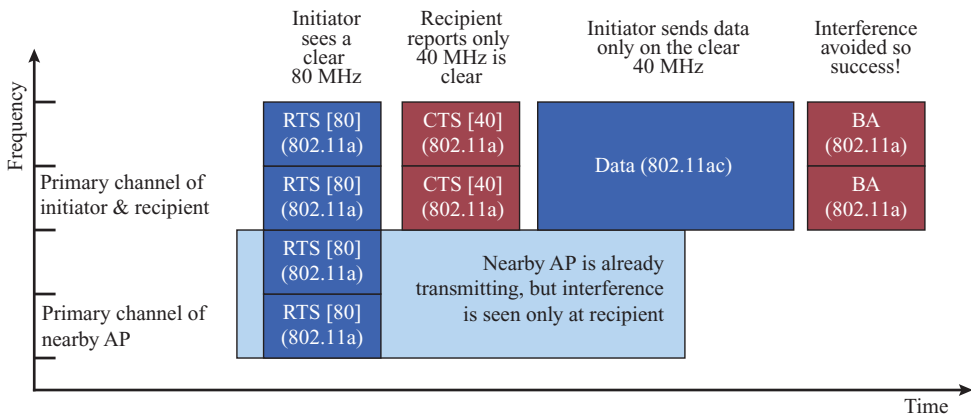 Initiator
sees a
clear
80 MHz
Recipient
reports only
40 MHz is
clear
Initiator sends data
only on the clear
40 MHz
Interference
avoided so
success!
Frequency
RTS [80]
(802.11a)
CTS [40]
(802.11a)
Data (802.11ac)
BA
(802.11a)
Primary channel of
initiator & recipient
RTS [80]
(802.11a)
CTS [40]
(802.11a)
BA
(802.11a)
RTS [80]
(802.11a)
Nearby AP is already
transmitting, but interference
is seen only at recipient
Primary channel of
nearby AP
RTS [80]
(802.11a)
Time